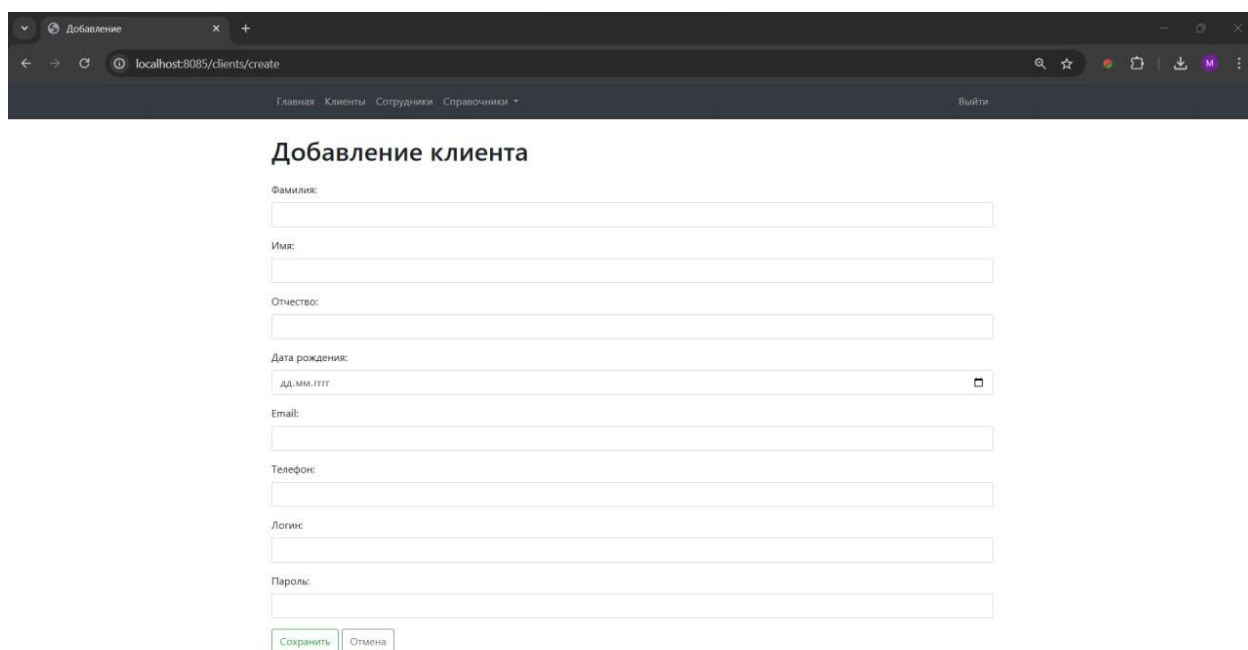 Добавление
localhost:8085/clients/create
M
Главная Клиенты Сотрудники Справочники Выйти
Добавление клиента
Фамилия:
Имя:
Отчество:
Дата рождения:
дд.мм.гггг
Email:
Телефон:
Логин:
Пароль:
Сохранить Отмена